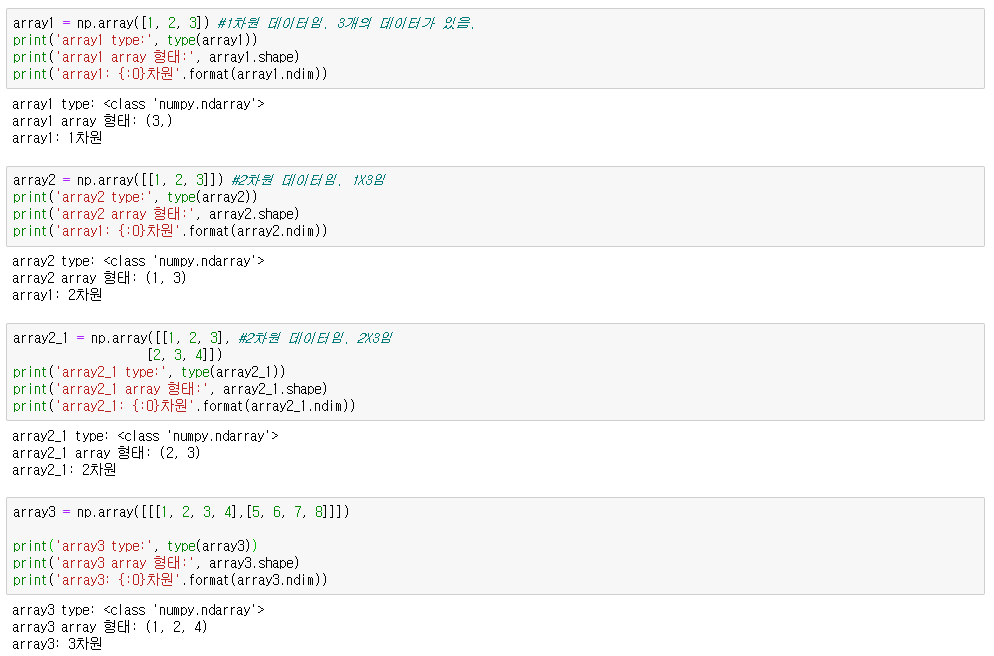 array1 = np.array([1, 2, 3]) #1차원 데이터임. 3개의 데이터가 있음.
print('array1 type:', type(array1))
print('array1 array 형태:', array1.shape)
print('array1: {:0}차원'.format(array1.ndim))
array1 type: <class 'numpy.ndarray'>
array1 array 형태: (3,)
array1: 1차원
array2 = np.array([[1, 2, 3]]) #2차원 데이터임. 1X3임
print('array2 type:', type(array2))
print('array2 array 형태:', array2.shape)
print('array1: {:0}차원'.format(array2.ndim))
array2 type: <class 'numpy.ndarray'>
array2 array 형태: (1, 3)
array1: 2차원
array2_1 = np.array([[1, 2, 3], #2차원 데이터임. 2X3임
[2, 3, 4]])
print('array2_1 type:', type(array2_1))
print('array2_1 array 형태:', array2_1.shape)
print('array2_1: {:0}차원'.format(array2_1.ndim))
array2_1 type: <class 'numpy.ndarray'>
array2_1 array 형태: (2, 3)
array2_1: 2차원
array3 = np.array([[[1, 2, 3, 4],[5, 6, 7, 8]]])
print('array3 type:', type(array3))
print('array3 array 형태:', array3.shape)
print('array3: {:0}차원'.format(array3.ndim))
array3 type: <class 'numpy.ndarray'>
array3 array 형태: (1, 2, 4)
array3: 3차원